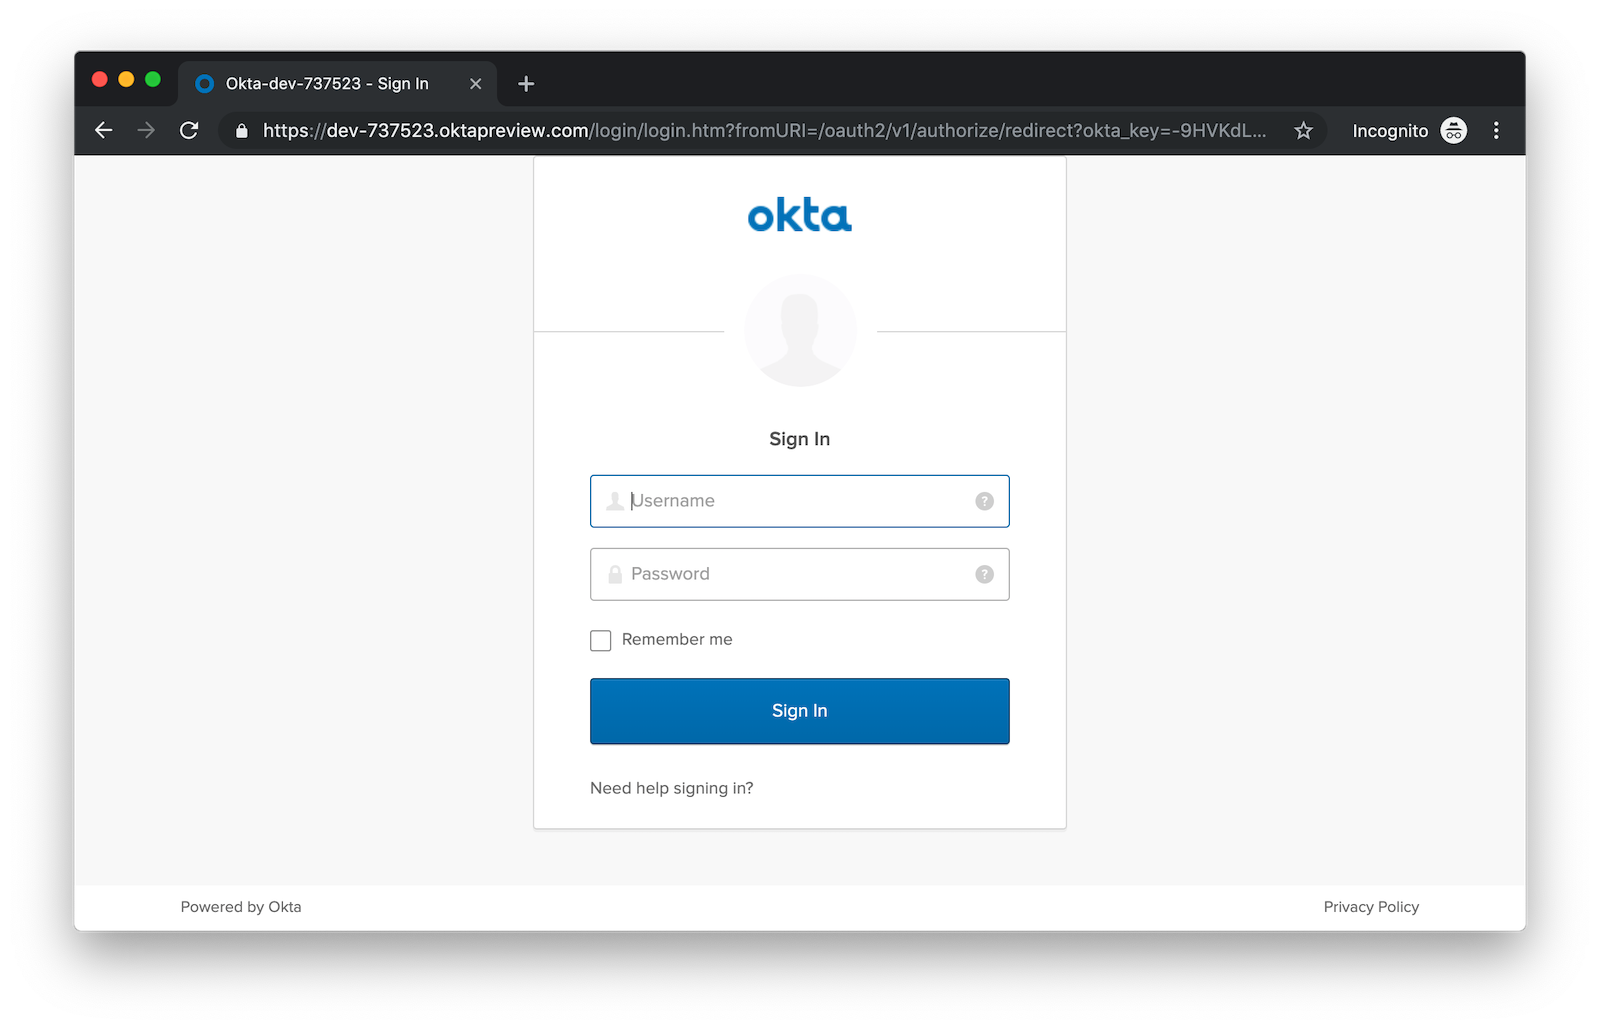 Okta-dev-737523 - Sign In
https://dev-737523.oktapreview.com/login/login.htm?fromURI=/oauth2/v1/authorize/redirect?okta_key=-9HVKdL...
Incognito
okta
Sign In
Username
?
Password
?
Remember me
Sign In
Need help signing in?
Powered by Okta
Privacy Policy